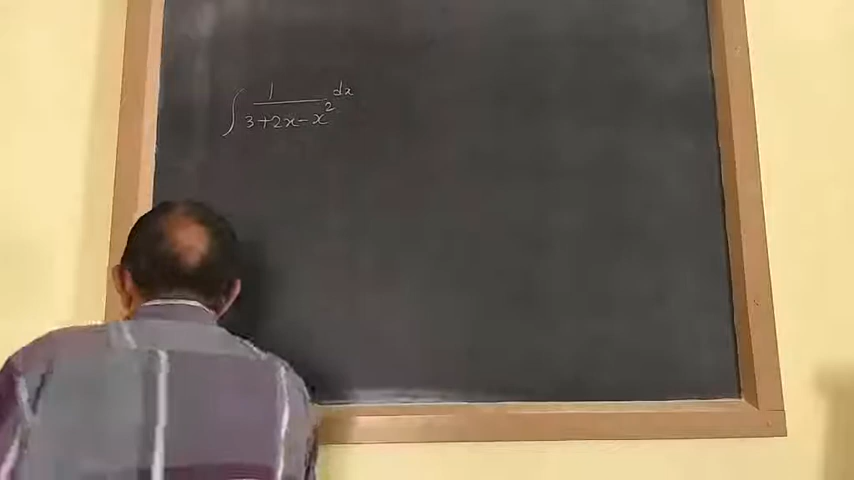 ∫ 1/(3+2x-x²) dx